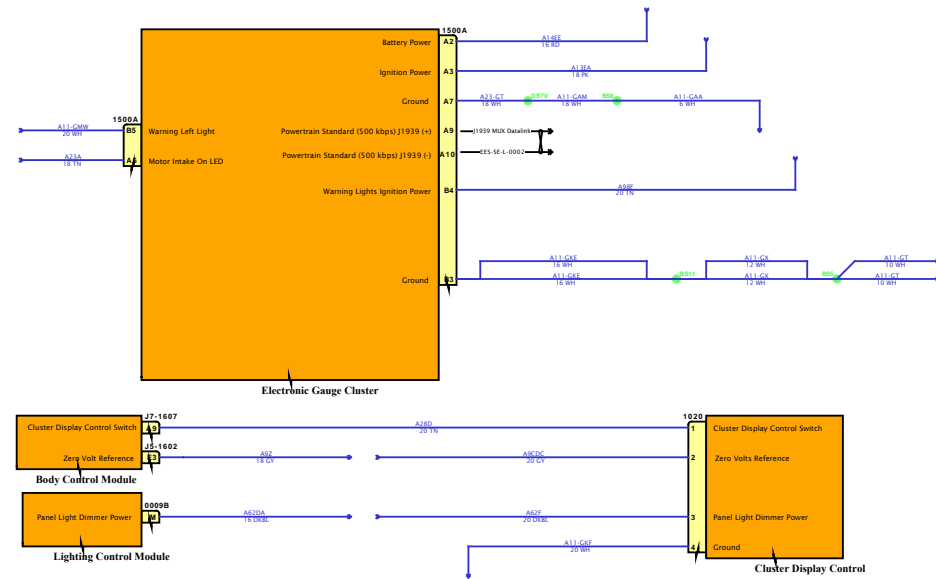 1500A
Battery Power A2 A14EE
16 RD
Ignition Power A3 A13EA
18 PK
Ground A7 A23-GT DS70 A11-GAM BS8 A11-GAA
18 WH 18 WH 6 WH
1500A
A11-GMW B5 Warning Left Light
20 WH
Powertrain Standard (500 kbps) J1939 (+) A9 J1939 MUX Datalink
A23A Motor Intake On LED
18 TN
Powertrain Standard (500 kbps) J1939 (-) A10 EES-SE-L-0002
Warning Lights Ignition Power B4 A98F
20 TN
A11-GKE A11-GX A11-GT
16 WH 12 WH 10 WH
Ground B3 A11-GKE BS11 A11-GX A11-GT
16 WH 12 WH 10 WH
Electronic Gauge Cluster
J7-1607 1020
Cluster Display Control Switch A9 A28D 1 Cluster Display Control Switch
20 TN
J5-1602
Zero Volt Reference E3 A9Z A9CDC 2 Zero Volts Reference
18 GY 20 GY
Body Control Module
0009B
Panel Light Dimmer Power M A62DA A62F 3 Panel Light Dimmer Power
16 DKBL 20 DKBL
A11-GKF 4 Ground
20 WH
Lighting Control Module
Cluster Display Control